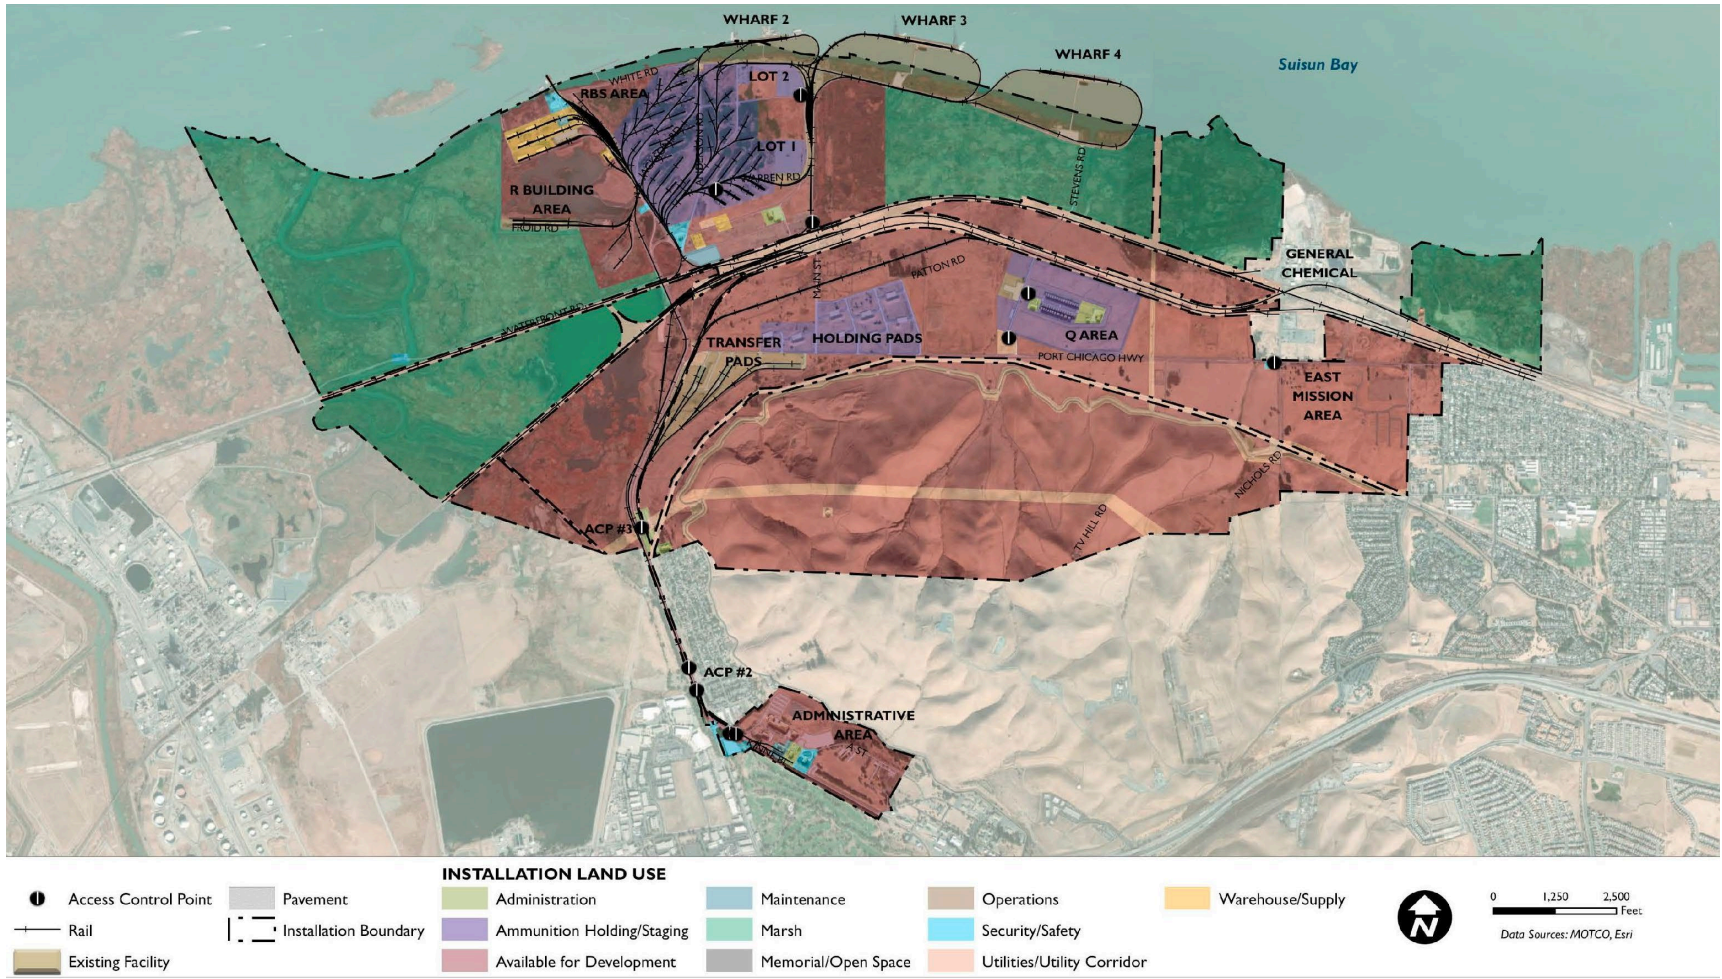 WHARF 2
WHARF 3
WHARF 4
Suisun Bay
WHITE RD
LOT 2
RBS AREA
LOT 1
R BUILDING
AREA
FROID RD
STEVENS RD
GENERAL
CHEMICAL
PATTON RD
MAIN ST
WATERFRONT RD
TRANSFER
PADS
HOLDING PADS
Q AREA
PORT CHICAGO HWY
EAST
MISSION
AREA
NICHOLS RD
TV HILL RD
ACP #3
ACP #2
ADMINISTRATIVE
AREA
A ST
INSTALLATION LAND USE
Access Control Point
Rail
Existing Facility
Pavement
Installation Boundary
Administration
Ammunition Holding/Staging
Available for Development
Maintenance
Marsh
Memorial/Open Space
Operations
Security/Safety
Utilities/Utility Corridor
Warehouse/Supply
N
0 1,250 2,500
Feet
Data Sources: MOTCO, Esri